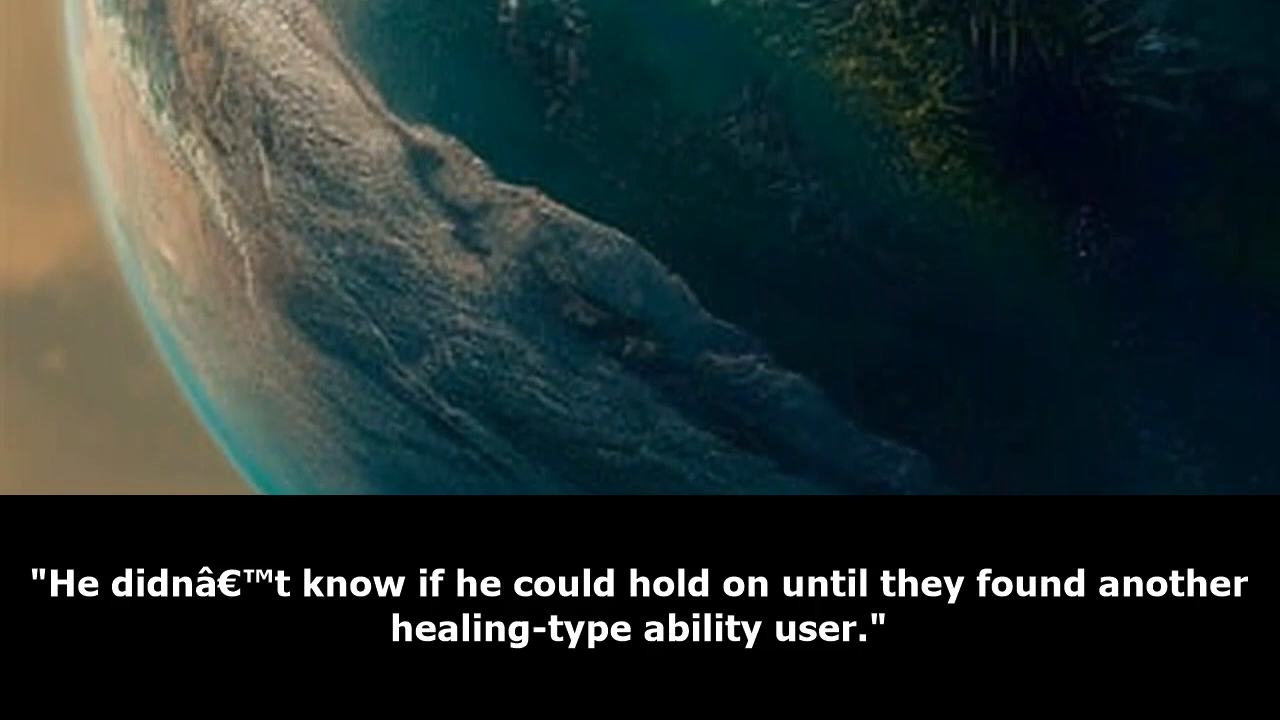 "He didnâ€™t know if he could hold on until they found another
healing-type ability user."